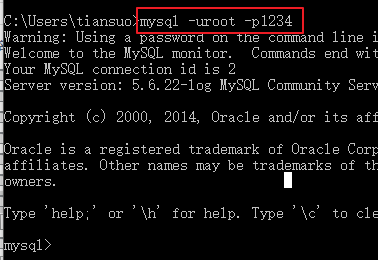 C:\Users\tiansuo>mysql -uroot -p1234
Warning: Using a password on the command line i
Welcome to the MySQL monitor.  Commands end wit
Your MySQL connection id is 2
Server version: 5.6.22-log MySQL Community Serv
Copyright (c) 2000, 2014, Oracle and/or its aff
Oracle is a registered trademark of Oracle Corp
affiliates. Other names may be trademarks of th
owners.
Type 'help;' or '\h' for help. Type '\c' to cle
mysql>